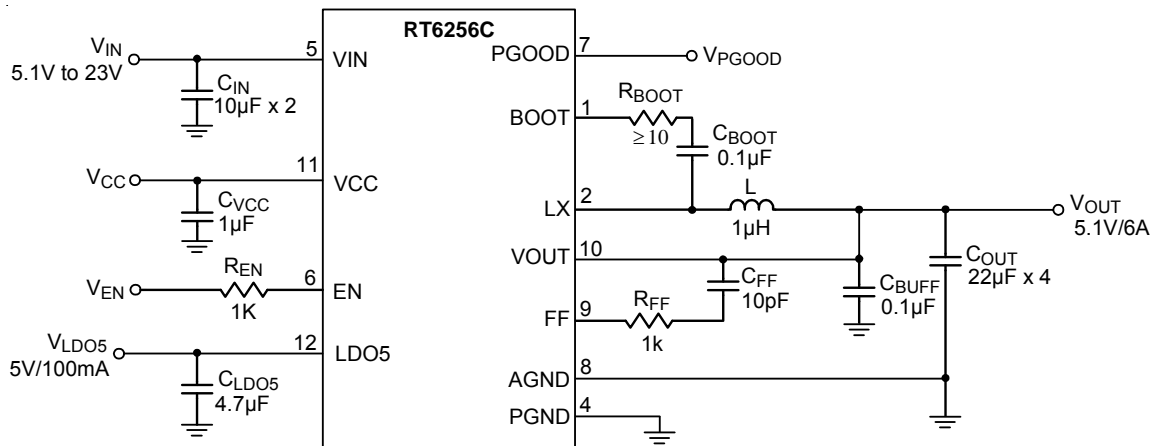 RT6256C
VIN
5.1V to 23V
5
VIN
CIN
10µF x 2
VCC
11
VCC
CVCC
1µF
VEN
REN
1K
6
EN
VLDO5
5V/100mA
12
LDO5
CLDO5
4.7µF
PGOOD
7
VPGOOD
BOOT
1
RBOOT
≥10
CBOOT
0.1µF
LX
2
L
1µH
VOUT
5.1V/6A
VOUT
10
CFF
10pF
CBUFF
0.1µF
COUT
22µF x 4
FF
9
RFF
1k
AGND
8
PGND
4